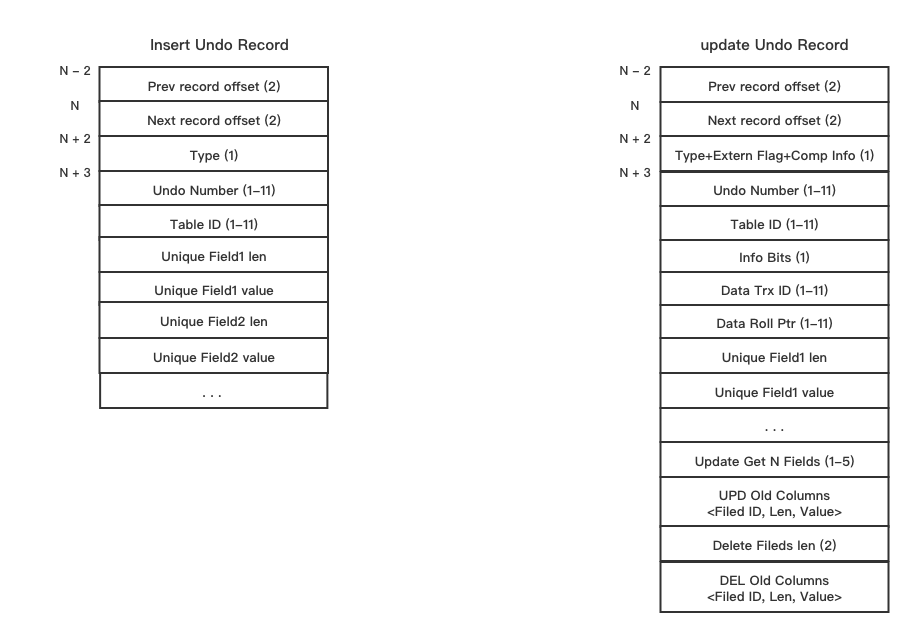 Insert Undo Record
N – 2
Prev record offset (2)
N
Next record offset (2)
N + 2
Type (1)
N + 3
Undo Number (1–11)
Table ID (1–11)
Unique Field1 len
Unique Field1 value
Unique Field2 len
Unique Field2 value
. . .
update Undo Record
N – 2
Prev record offset (2)
N
Next record offset (2)
N + 2
Type+Extern Flag+Comp Info (1)
N + 3
Undo Number (1–11)
Table ID (1–11)
Info Bits (1)
Data Trx ID (1–11)
Data Roll Ptr (1–11)
Unique Field1 len
Unique Field1 value
. . .
Update Get N Fields (1–5)
UPD Old Columns
<Filed ID, Len, Value>
Delete Fileds len (2)
DEL Old Columns
<Filed ID, Len, Value>